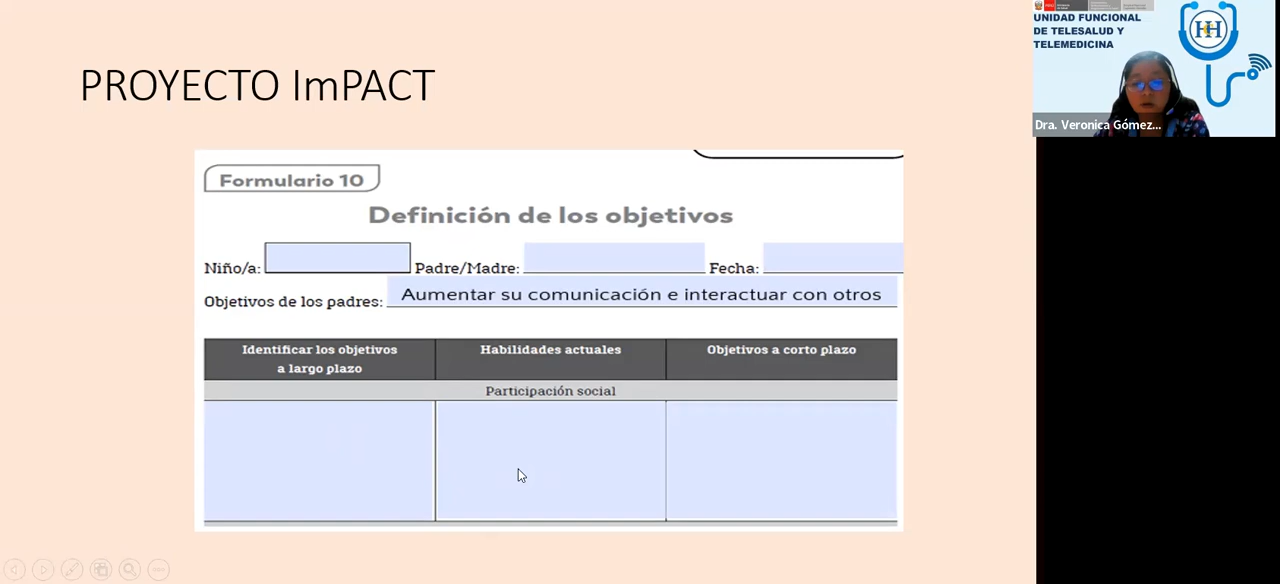 UNIDAD FUNCIONAL
DE TELESALUD Y
TELEMEDICINA
Dra. Veronica Gómez...
PROYECTO ImPACT
Formulario 10
Definición de los objetivos
Niño/a: Padre/Madre: Fecha:
Objetivos de los padres: Aumentar su comunicación e interactuar con otros
Identificar los objetivos
a largo plazo
Habilidades actuales
Objetivos a corto plazo
Participación social